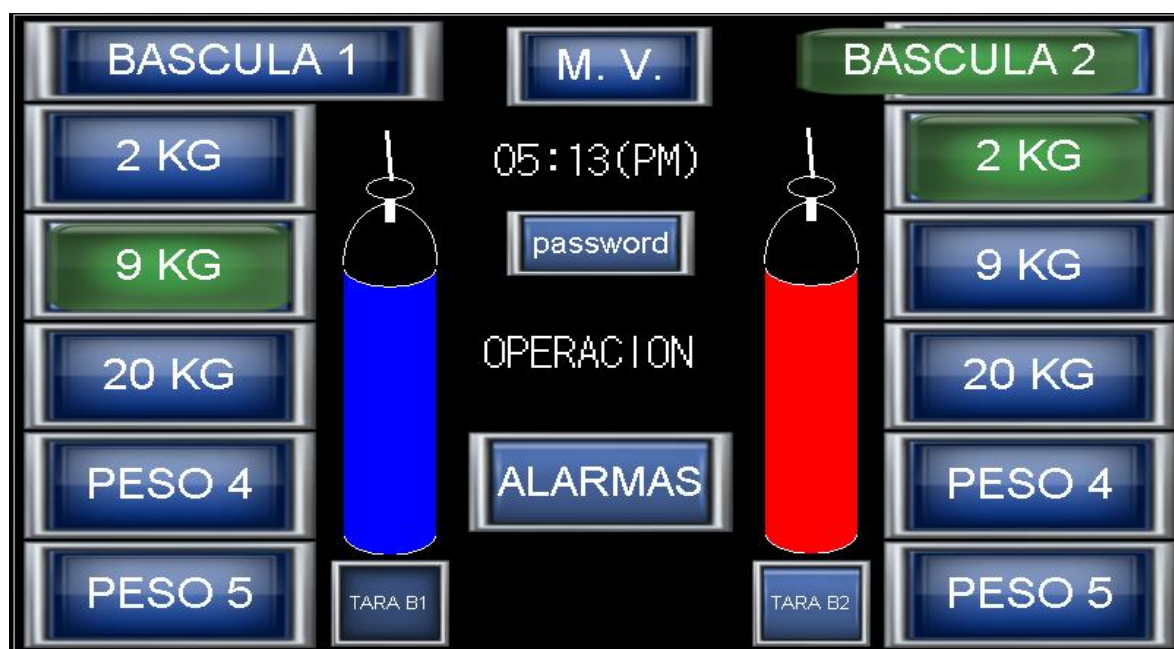 BASCULA 1
M. V.
BASCULA 2
2 KG
05:13(PM)
2 KG
9 KG
password
9 KG
20 KG
OPERACION
20 KG
PESO 4
ALARMAS
PESO 4
PESO 5
TARA B1
TARA B2
PESO 5